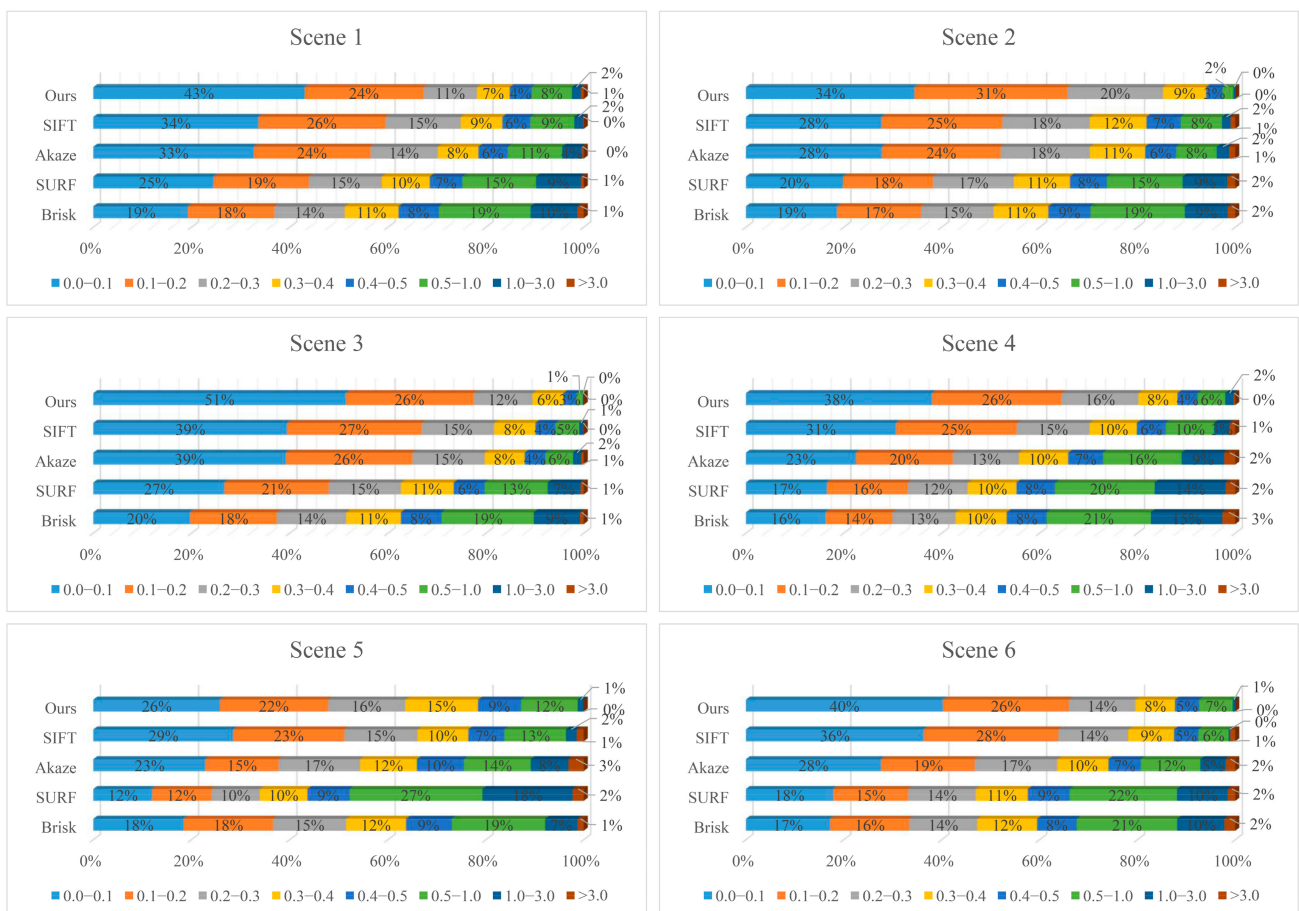 Scene 1
2%
Ours 43% 24% 11% 7% 4% 8% 1%
2%
SIFT 34% 26% 15% 9% 6% 9% 0%
Akaze 33% 24% 14% 8% 6% 11% 0%
SURF 25% 19% 15% 10% 7% 15% 9% 1%
Brisk 19% 18% 14% 11% 8% 19% 10% 1%
0% 20% 40% 60% 80% 100%
0.0−0.1 0.1−0.2 0.2−0.3 0.3−0.4 0.4−0.5 0.5−1.0 1.0−3.0 >3.0
Scene 2
2% 0%
Ours 34% 31% 20% 9% 3% 0%
2%
SIFT 28% 25% 18% 12% 7% 8% 1%
2%
Akaze 28% 24% 18% 11% 6% 8% 1%
SURF 20% 18% 17% 11% 8% 15% 9% 2%
Brisk 19% 17% 15% 11% 9% 19% 9% 2%
0% 20% 40% 60% 80% 100%
0.0−0.1 0.1−0.2 0.2−0.3 0.3−0.4 0.4−0.5 0.5−1.0 1.0−3.0 >3.0
Scene 3
1% 0%
Ours 51% 26% 12% 6% 3% 0%
1%
SIFT 39% 27% 15% 8% 4% 5% 0%
2%
Akaze 39% 26% 15% 8% 4% 6% 1%
SURF 27% 21% 15% 11% 6% 13% 7% 1%
Brisk 20% 18% 14% 11% 8% 19% 9% 1%
0% 20% 40% 60% 80% 100%
0.0−0.1 0.1−0.2 0.2−0.3 0.3−0.4 0.4−0.5 0.5−1.0 1.0−3.0 >3.0
Scene 4
2%
Ours 38% 26% 16% 8% 4% 6% 0%
SIFT 31% 25% 15% 10% 6% 10% 1%
Akaze 23% 20% 13% 10% 7% 16% 9% 2%
SURF 17% 16% 12% 10% 8% 20% 14% 2%
Brisk 16% 14% 13% 10% 8% 21% 15% 3%
0% 20% 40% 60% 80% 100%
0.0−0.1 0.1−0.2 0.2−0.3 0.3−0.4 0.4−0.5 0.5−1.0 1.0−3.0 >3.0
Scene 5
1%
Ours 26% 22% 16% 15% 9% 12% 0%
2%
SIFT 29% 23% 15% 10% 7% 13% 1%
Akaze 23% 15% 17% 12% 10% 14% 8% 3%
SURF 12% 12% 10% 10% 9% 27% 18% 2%
Brisk 18% 18% 15% 12% 9% 19% 7% 1%
0% 20% 40% 60% 80% 100%
0.0−0.1 0.1−0.2 0.2−0.3 0.3−0.4 0.4−0.5 0.5−1.0 1.0−3.0 >3.0
Scene 6
1%
Ours 40% 26% 14% 8% 5% 7% 0%
0%
SIFT 36% 28% 14% 9% 5% 6% 1%
Akaze 28% 19% 17% 10% 7% 12% 5% 2%
SURF 18% 15% 14% 11% 9% 22% 10% 2%
Brisk 17% 16% 14% 12% 8% 21% 10% 2%
0% 20% 40% 60% 80% 100%
0.0−0.1 0.1−0.2 0.2−0.3 0.3−0.4 0.4−0.5 0.5−1.0 1.0−3.0 >3.0